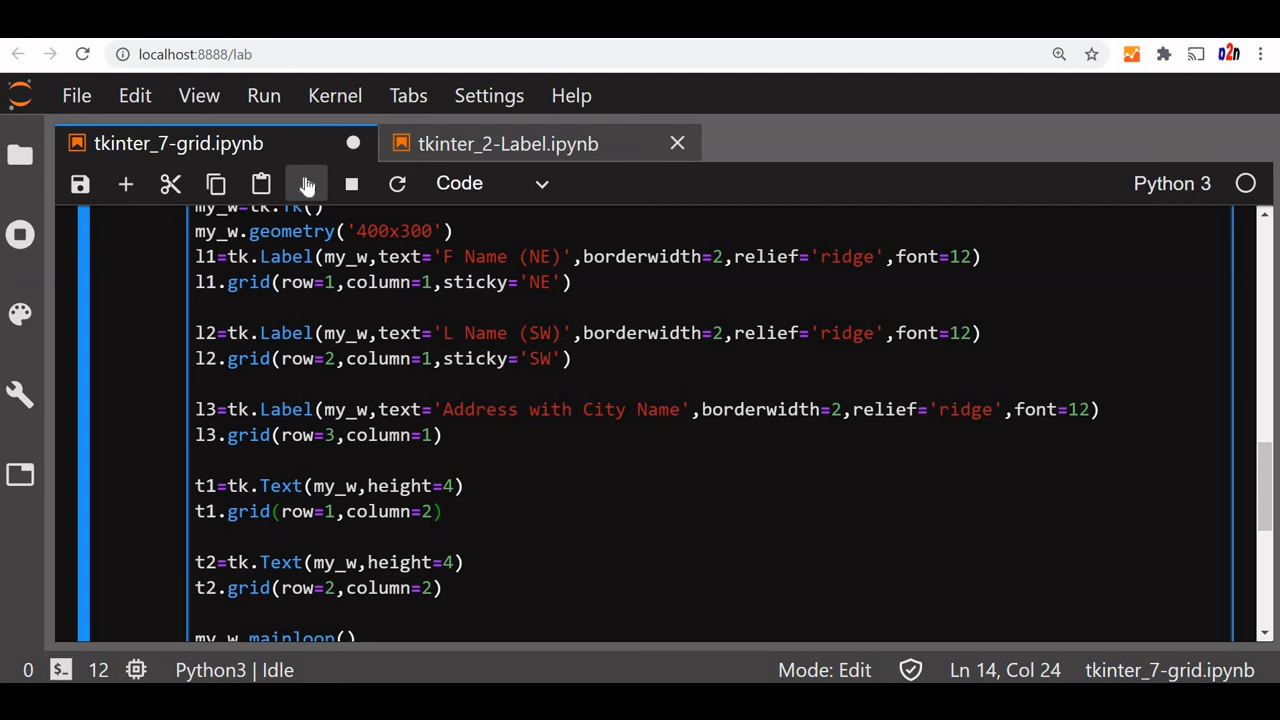 localhost:8888/lab
File Edit View Run Kernel Tabs Settings Help
tkinter_7-grid.ipynb tkinter_2-Label.ipynb
Code Python 3
my_w=tk.Tk()
my_w.geometry('400x300')
l1=tk.Label(my_w,text='F Name (NE)',borderwidth=2,relief='ridge',font=12)
l1.grid(row=1,column=1,sticky='NE')
l2=tk.Label(my_w,text='L Name (SW)',borderwidth=2,relief='ridge',font=12)
l2.grid(row=2,column=1,sticky='SW')
l3=tk.Label(my_w,text='Address with City Name',borderwidth=2,relief='ridge',font=12)
l3.grid(row=3,column=1)
t1=tk.Text(my_w,height=4)
t1.grid(row=1,column=2)
t2=tk.Text(my_w,height=4)
t2.grid(row=2,column=2)
my_w.mainloop()
0 $_ 12 Python3 | Idle Mode: Edit Ln 14, Col 24 tkinter_7-grid.ipynb